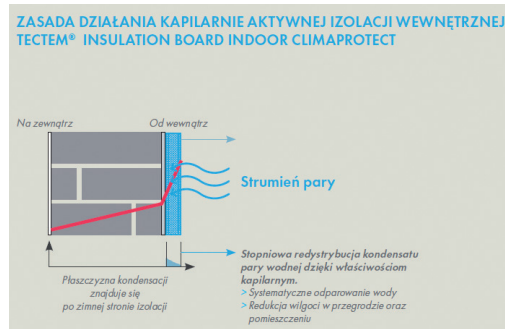 ZASADA DZIAŁANIA KAPILARNIE AKTYWNEJ IZOLACJI WEWNĘTRZNEJ
TECTEM® INSULATION BOARD INDOOR CLIMAPROTECT
Na zewnątrz
Od wewnątrz
Strumień pary
Płaszczyzna kondensacji
znajduje się
po zimnej stronie izolacji
Stopniowa redystrybucja kondensatu
pary wodnej dzięki właściwościom
kapilarnym.
> Systematyczne odparowanie wody
> Redukcja wilgoci w przegrodzie oraz
pomieszczeniu